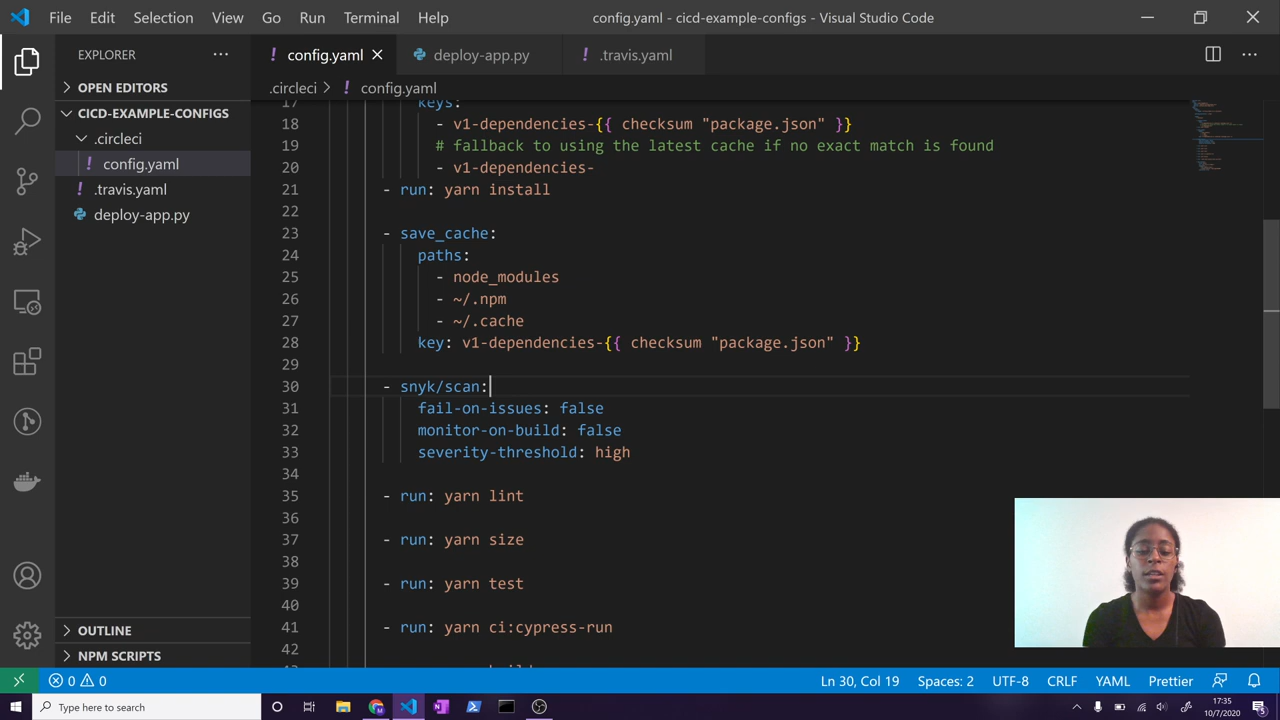 File Edit Selection View Go Run Terminal Help
config.yaml - cicd-example-configs - Visual Studio Code
EXPLORER
OPEN EDITORS
CICD-EXAMPLE-CONFIGS
.circleci
! config.yaml
! .travis.yaml
deploy-app.py
OUTLINE
NPM SCRIPTS
! config.yaml
deploy-app.py
! .travis.yaml
.circleci > ! config.yaml
17 keys:
18 - v1-dependencies-{{ checksum "package.json" }}
19 # fallback to using the latest cache if no exact match is found
20 - v1-dependencies-
21 - run: yarn install
22
23 - save_cache:
24 paths:
25 - node_modules
26 - ~/.npm
27 - ~/.cache
28 key: v1-dependencies-{{ checksum "package.json" }}
29
30 - snyk/scan:
31 fail-on-issues: false
32 monitor-on-build: false
33 severity-threshold: high
34
35 - run: yarn lint
36
37 - run: yarn size
38
39 - run: yarn test
40
41 - run: yarn ci:cypress-run
42
0 0
Ln 30, Col 19 Spaces: 2 UTF-8 CRLF YAML Prettier
Type here to search
17:35
10/7/2020
5